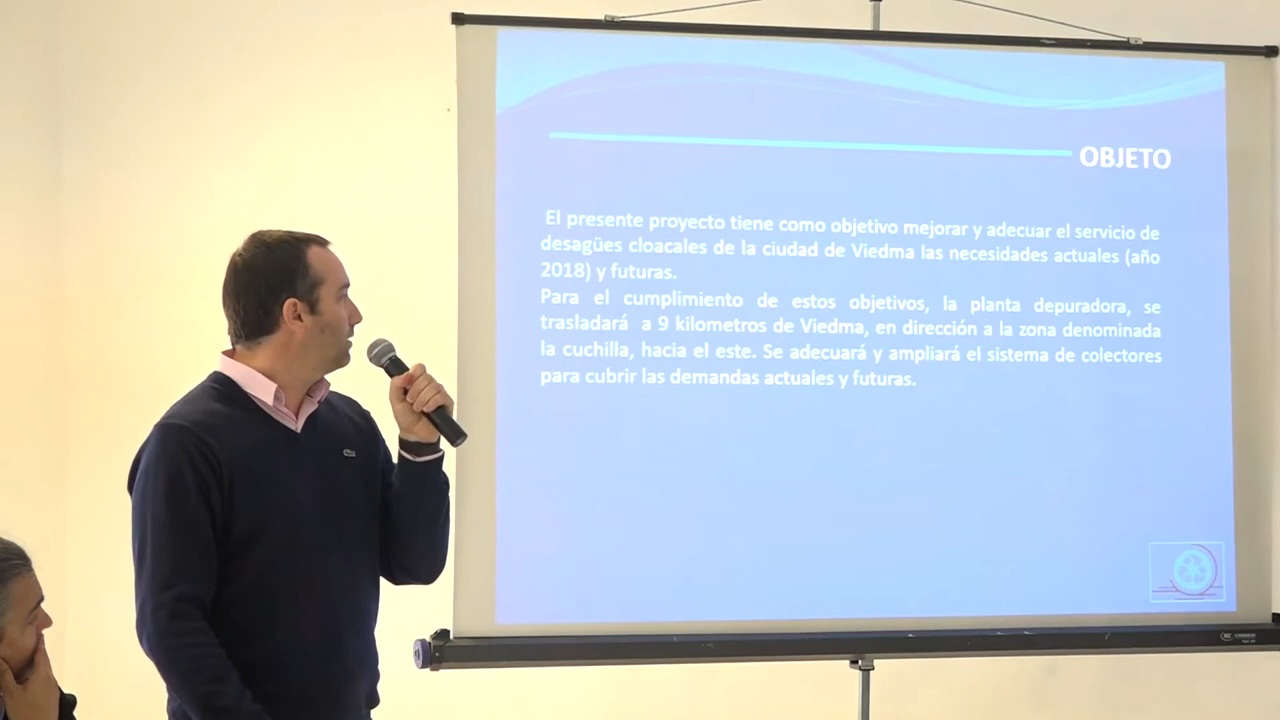 OBJETO
El presente proyecto tiene como objetivo mejorar y adecuar el servicio de
desagües cloacales de la ciudad de Viedma las necesidades actuales (año
2018) y futuras.
Para el cumplimiento de estos objetivos, la planta depuradora, se
trasladará a 9 kilometros de Viedma, en dirección a la zona denominada
la cuchilla, hacia el este. Se adecuará y ampliará el sistema de colectores
para cubrir las demandas actuales y futuras.